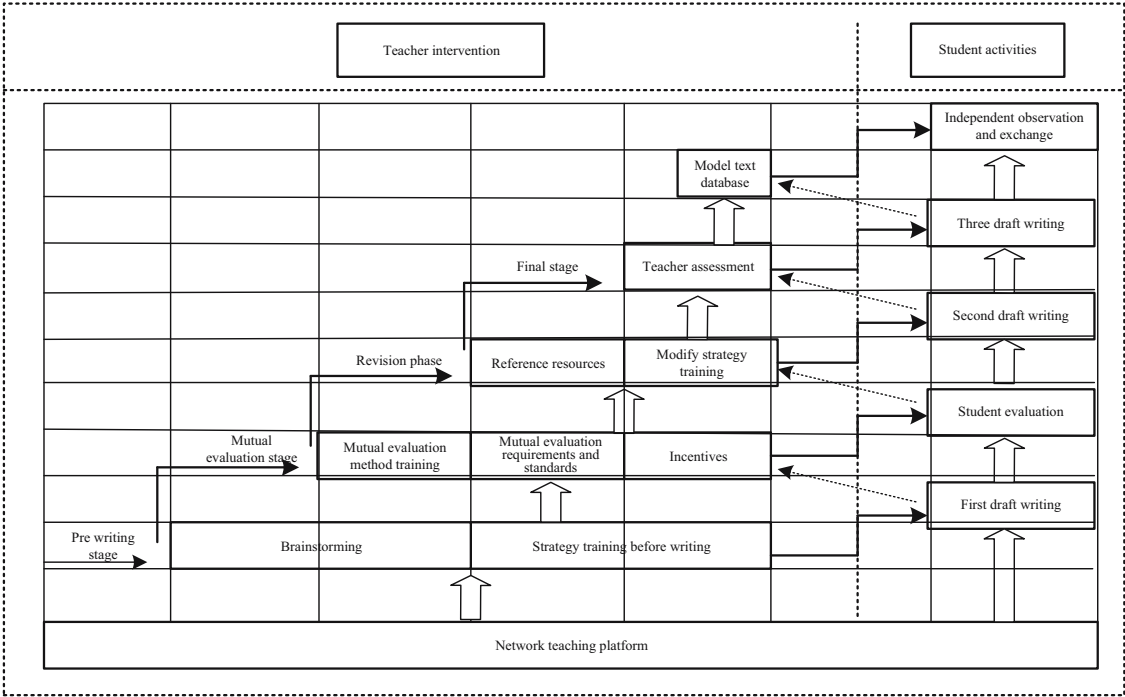 Teacher intervention
Student activities
Independent observation
and exchange
Model text
database
Three draft writing
Final stage
Teacher assessment
Second draft writing
Revision phase
Reference resources
Modify strategy
training
Student evaluation
Mutual
evaluation stage
Mutual evaluation
method training
Mutual evaluation
requirements and
standards
Incentives
First draft writing
Pre writing
stage
Brainstorming
Strategy training before writing
Network teaching platform